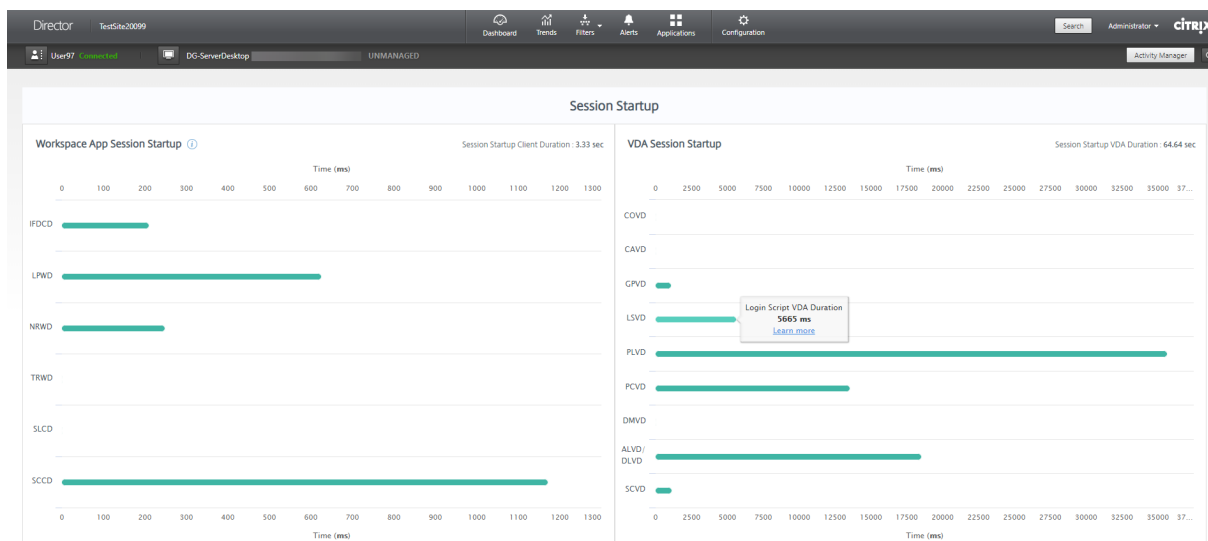 Director TestSite20099 Dashboard Trends Filters Alerts Applications Configuration Search Administrator CİTRIX
User97 Connected DG-ServerDesktop UNMANAGED Activity Manager
Session Startup
Workspace App Session Startup Session Startup Client Duration : 3.33 sec
Time (ms)
0 100 200 300 400 500 600 700 800 900 1000 1100 1200 1300
IFDCD
LPWD
NRWD
TRWD
SLCD
SCCD
0 100 200 300 400 500 600 700 800 900 1000 1100 1200 1300
Time (ms)
VDA Session Startup Session Startup VDA Duration : 64.64 sec
Time (ms)
0 2500 5000 7500 10000 12500 15000 17500 20000 22500 25000 27500 30000 32500 35000 37...
COVD
CAVD
GPVD
LSVD
Login Script VDA Duration
5665 ms
Learn more
PLVD
PCVD
DMVD
ALVD/
DLVD
SCVD
0 2500 5000 7500 10000 12500 15000 17500 20000 22500 25000 27500 30000 32500 35000 37...
Time (ms)